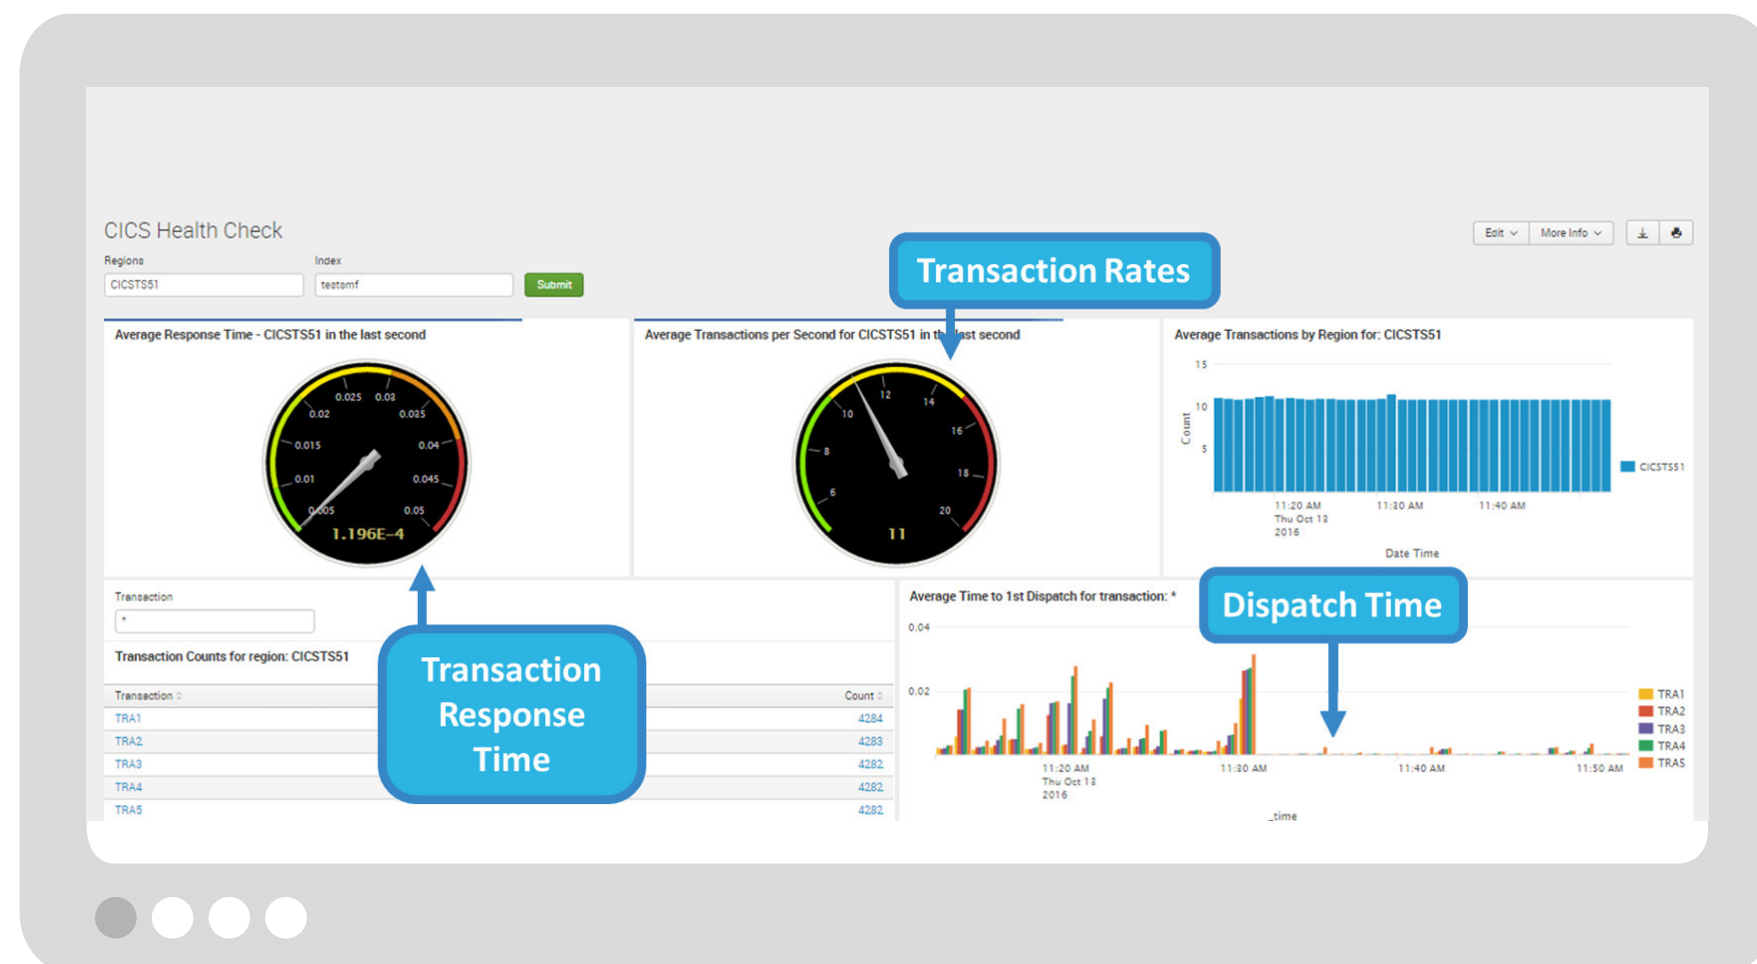 CICS Health Check
Edit
More Info
Regions
Index
CICSTS51
testsmf
Submit
Transaction Rates
Average Response Time - CICSTS51 in the last second
0.005
0.01
0.015
0.02
0.025
0.03
0.035
0.04
0.045
0.05
1.196E-4
Average Transactions per Second for CICSTS51 in the last second
6
8
10
12
14
16
18
20
11
Average Transactions by Region for: CICSTS51
15
10
5
Count
CICSTS51
11:20 AM
Thu Oct 13
2016
11:30 AM
11:40 AM
Date Time
Transaction
*
Transaction Counts for region: CICSTS51
Transaction
Count
TRA1
4284
TRA2
4283
TRA3
4282
TRA4
4282
TRA5
4282
Transaction
Response
Time
Average Time to 1st Dispatch for transaction: *
Dispatch Time
0.04
0.02
TRA1
TRA2
TRA3
TRA4
TRA5
11:20 AM
Thu Oct 13
2016
11:30 AM
11:40 AM
11:50 AM
_time